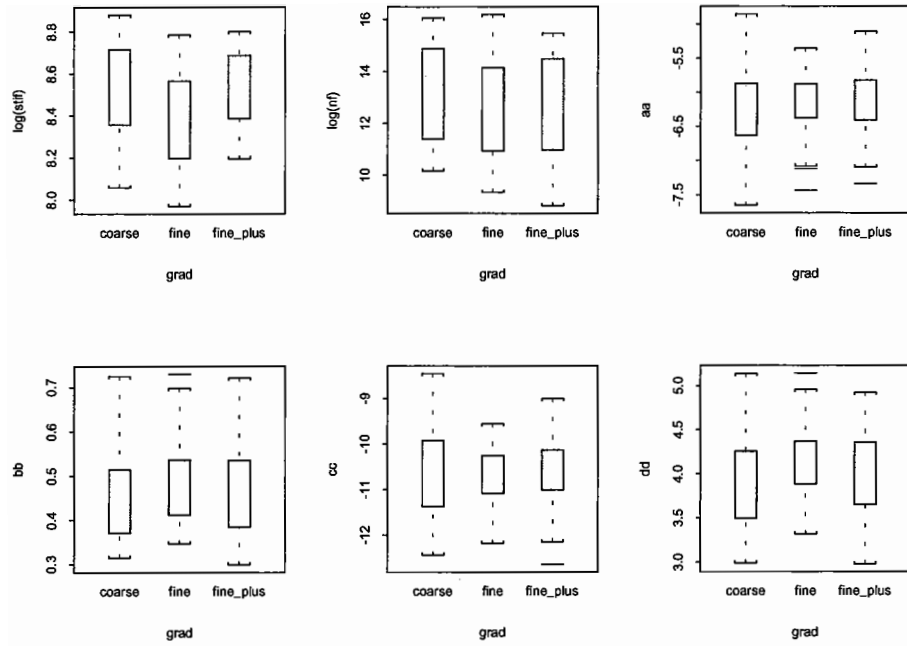 log(stif)
8.8
8.6
8.4
8.2
8.0
coarse fine fine_plus
grad
log(nf)
16
14
12
10
coarse fine fine_plus
grad
aa
-5.5
-6.5
-7.5
coarse fine fine_plus
grad
bb
0.7
0.5
0.4
0.3
coarse fine fine_plus
grad
cc
-9
-10
-11
-12
coarse fine fine_plus
grad
dd
5.0
4.5
4.0
3.5
3.0
coarse fine fine_plus
grad